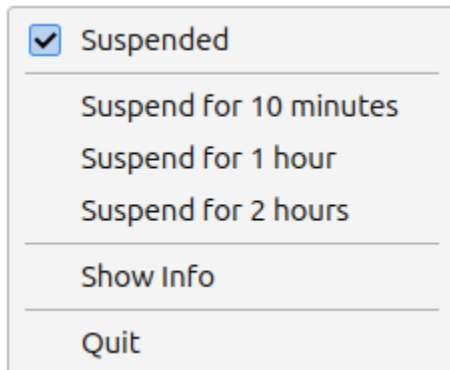 Suspended
Suspend for 10 minutes
Suspend for 1 hour
Suspend for 2 hours
Show Info
Quit